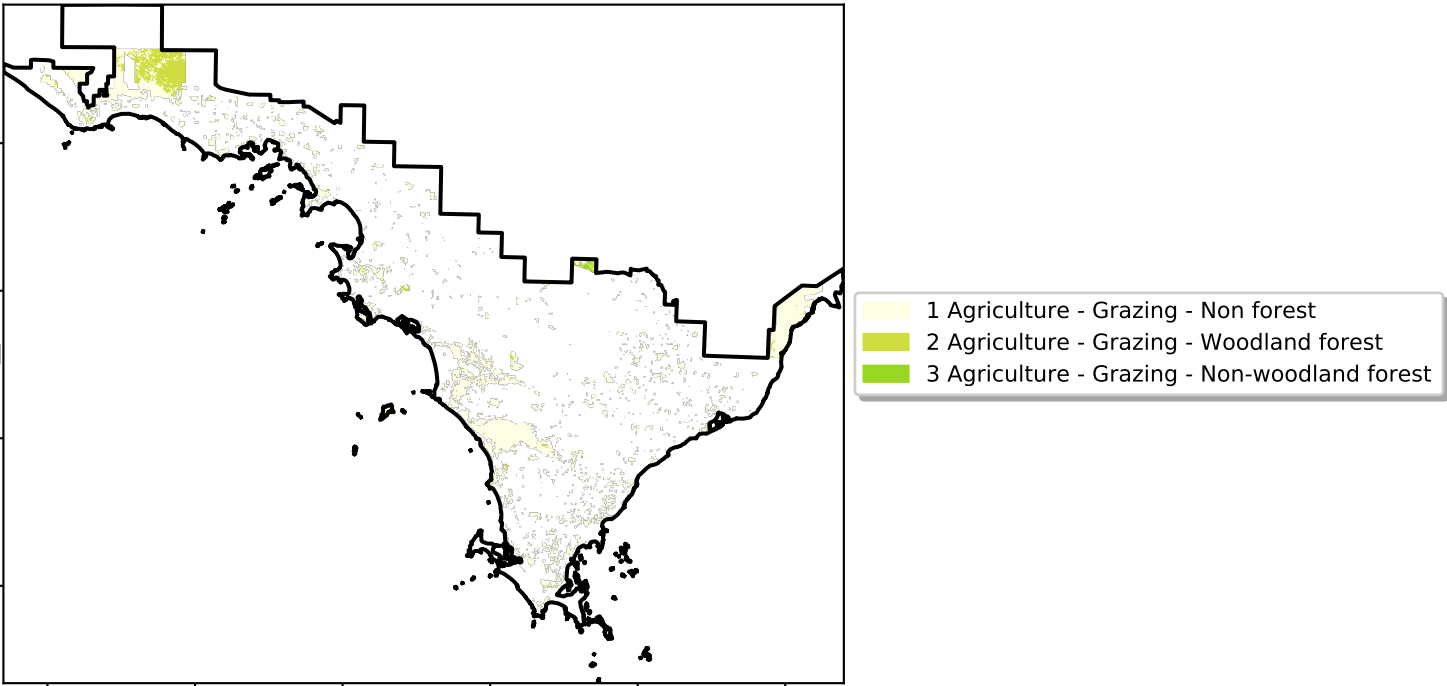 1 Agriculture - Grazing - Non forest
2 Agriculture - Grazing - Woodland forest
3 Agriculture - Grazing - Non-woodland forest